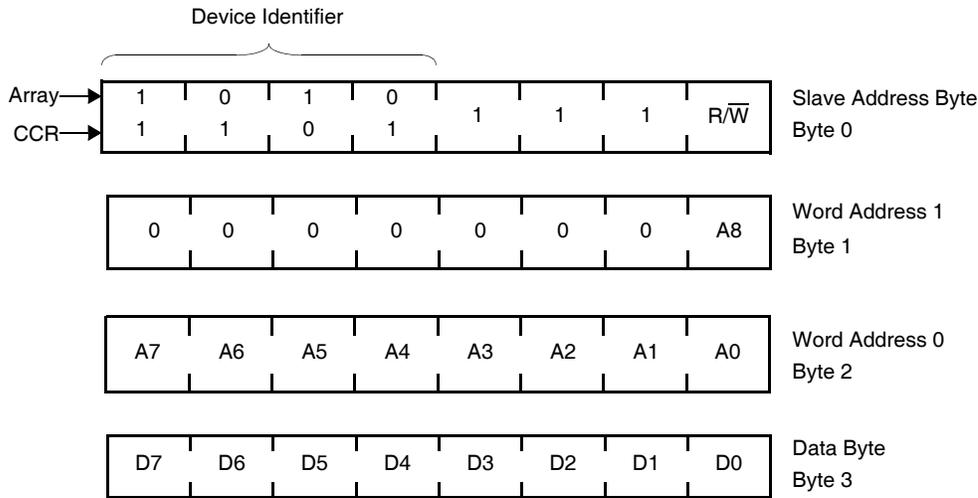 Device Identifier
Array 1 0 1 0 1 1 1 R/W̅ Slave Address Byte
CCR 1 1 0 1 Byte 0
0 0 0 0 0 0 0 A8 Word Address 1
Byte 1
A7 A6 A5 A4 A3 A2 A1 A0 Word Address 0
Byte 2
D7 D6 D5 D4 D3 D2 D1 D0 Data Byte
Byte 3